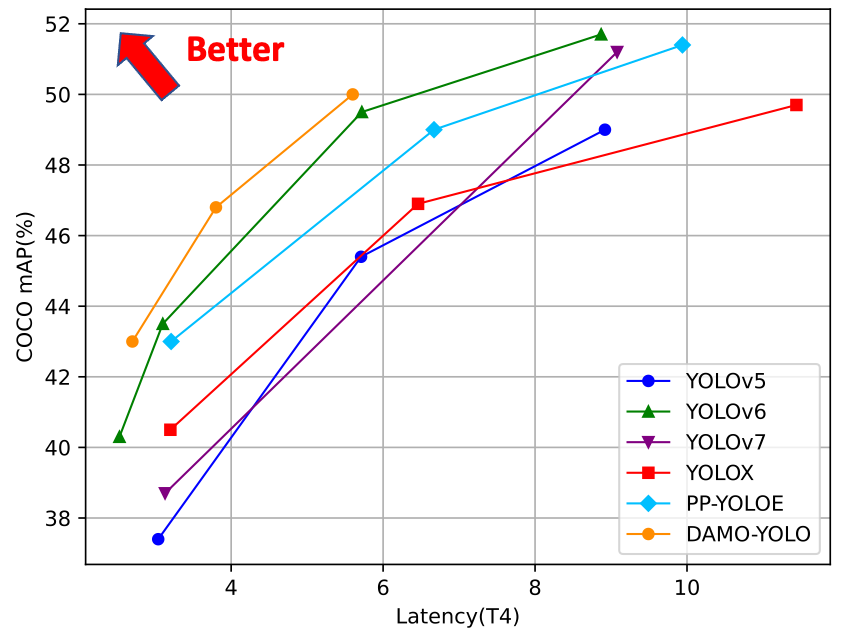 Better
52
50
48
46
44
42
40
38
COCO mAP(%)
4
6
8
10
Latency(T4)
YOLOv5
YOLOv6
YOLOv7
YOLOX
PP-YOLOE
DAMO-YOLO